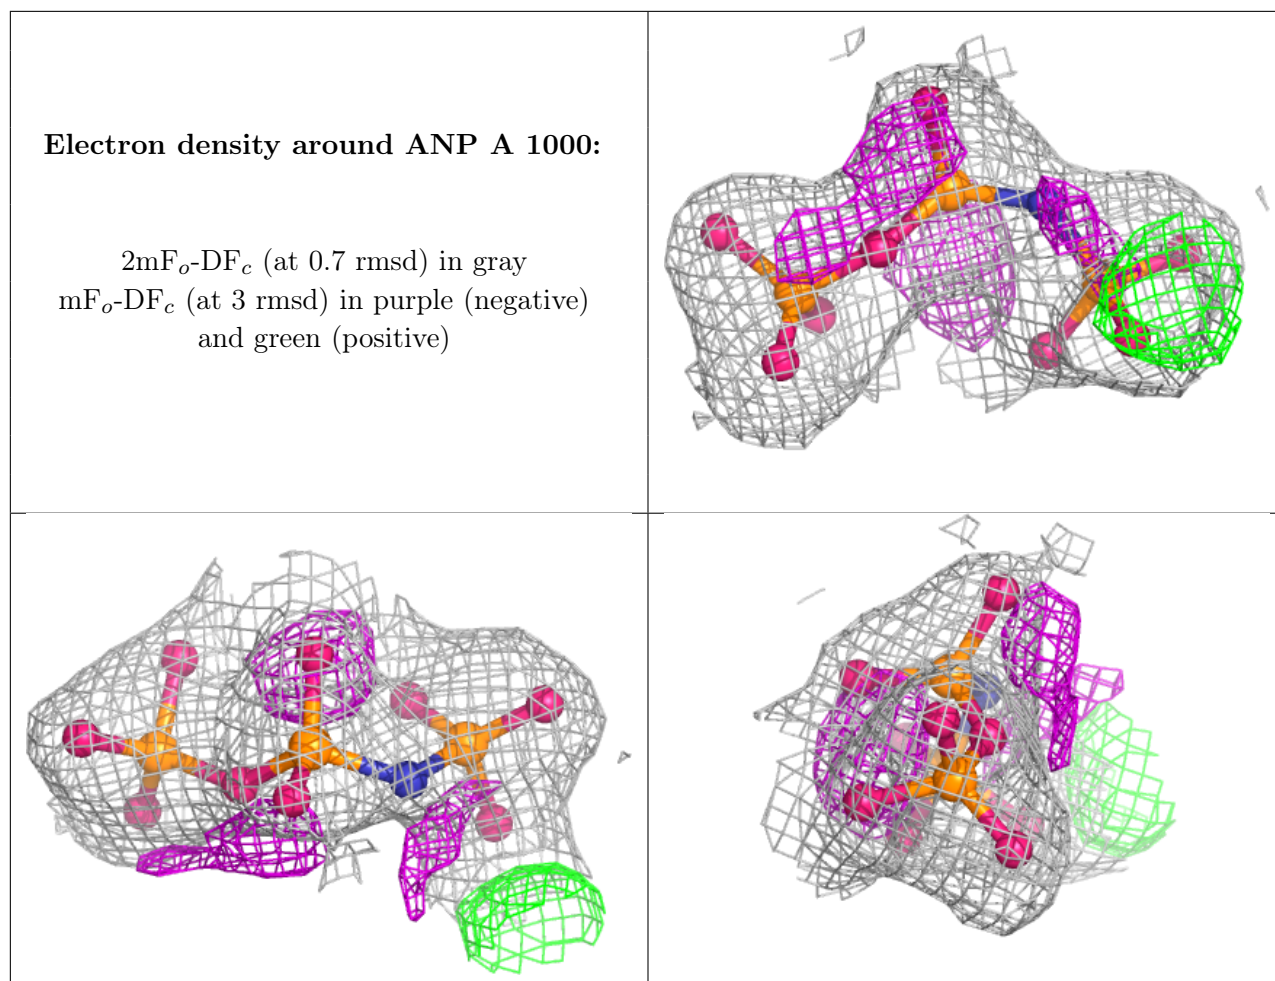 Electron density around ANP A 1000:
2mFo-DFc (at 0.7 rmsd) in gray
mFo-DFc (at 3 rmsd) in purple (negative)
and green (positive)